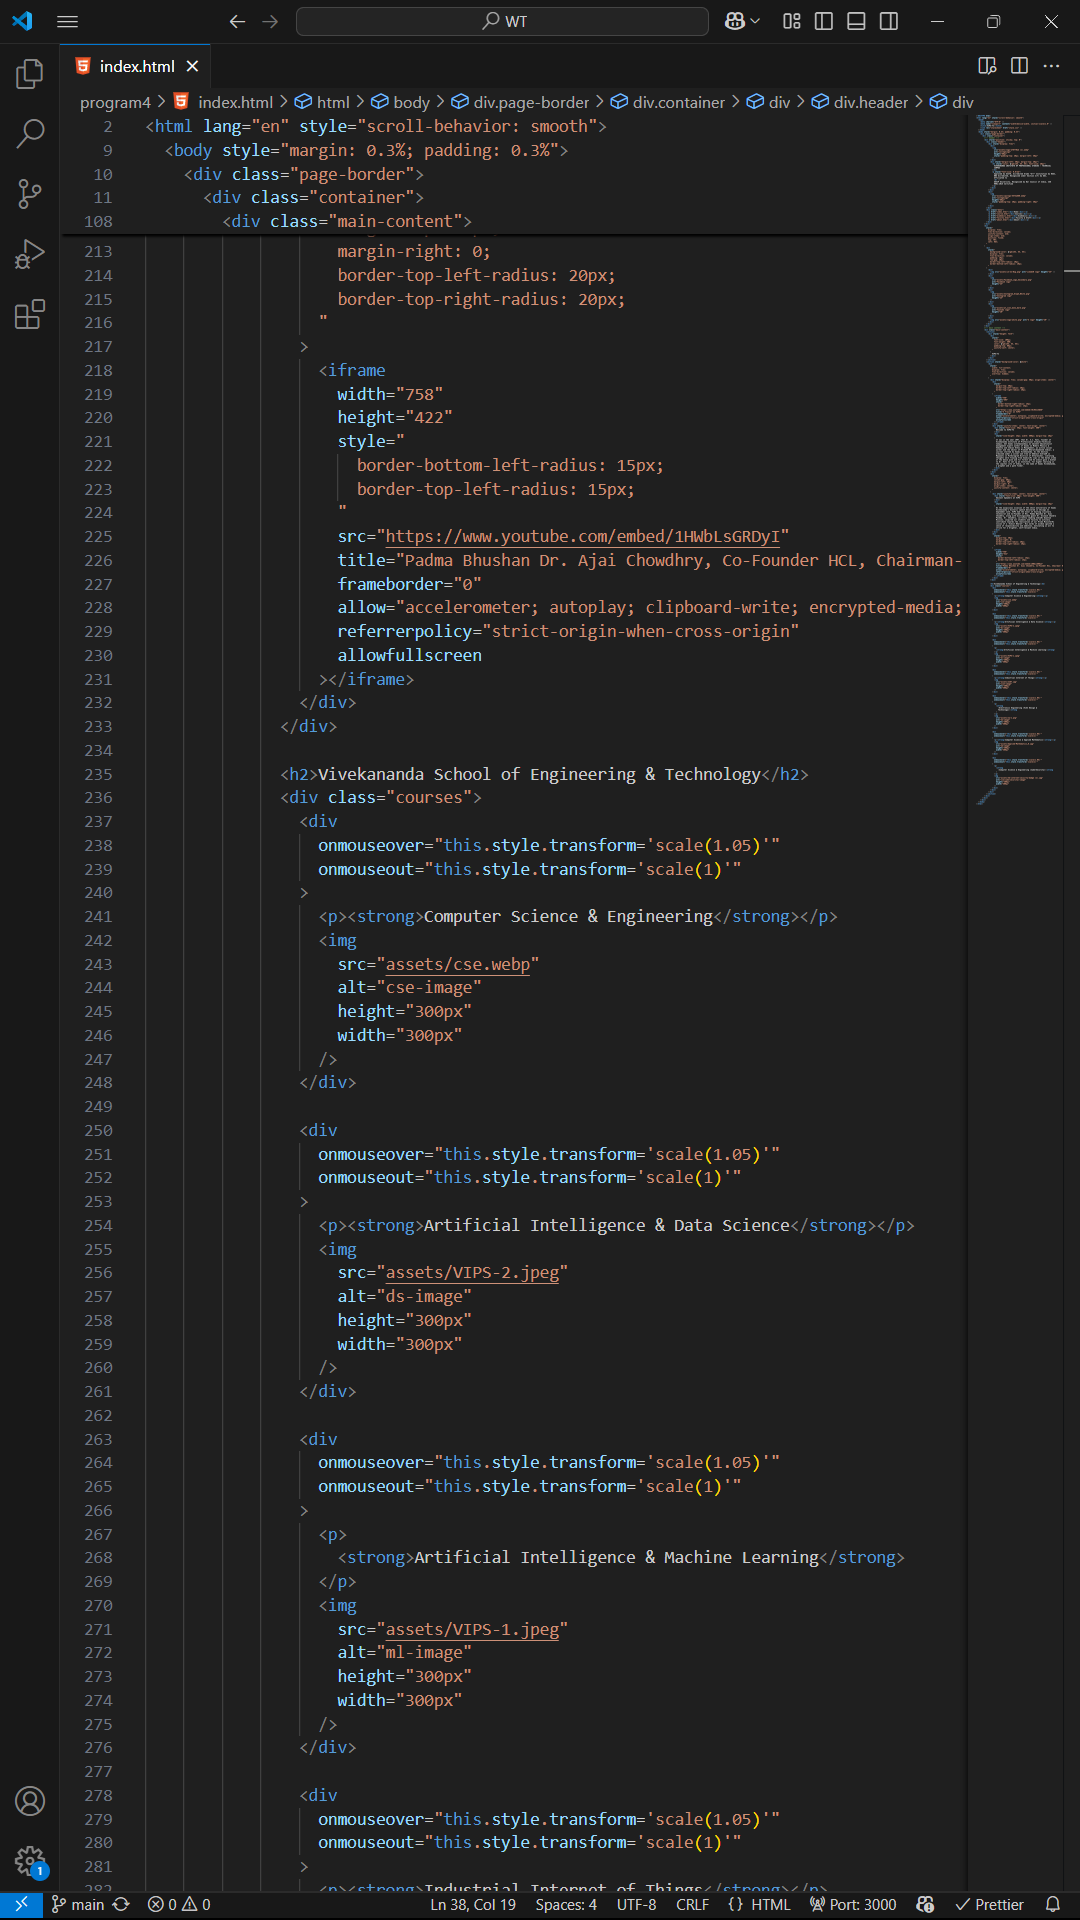 WT
index.html
program4 > index.html > html > body > div.page-border > div.container > div > div.header > div
2 <html lang="en" style="scroll-behavior: smooth">
9 <body style="margin: 0.3%; padding: 0.3%">
10 <div class="page-border">
11 <div class="container">
108 <div class="main-content">
213 margin-right: 0;
214 border-top-left-radius: 20px;
215 border-top-right-radius: 20px;
216 "
217 >
218 <iframe
219 width="758"
220 height="422"
221 style="
222 border-bottom-left-radius: 15px;
223 border-top-left-radius: 15px;
224 "
225 src="https://www.youtube.com/embed/1HWbLsGRDyI"
226 title="Padma Bhushan Dr. Ajai Chowdhry, Co-Founder HCL, Chairman-
227 frameborder="0"
228 allow="accelerometer; autoplay; clipboard-write; encrypted-media;
229 referrerpolicy="strict-origin-when-cross-origin"
230 allowfullscreen
231 ></iframe>
232 </div>
233 </div>
234
235 <h2>Vivekananda School of Engineering & Technology</h2>
236 <div class="courses">
237 <div
238 onmouseover="this.style.transform='scale(1.05)'"
239 onmouseout="this.style.transform='scale(1)'"
240 >
241 <p><strong>Computer Science & Engineering</strong></p>
242 <img
243 src="assets/cse.webp"
244 alt="cse-image"
245 height="300px"
246 width="300px"
247 />
248 </div>
249
250 <div
251 onmouseover="this.style.transform='scale(1.05)'"
252 onmouseout="this.style.transform='scale(1)'"
253 >
254 <p><strong>Artificial Intelligence & Data Science</strong></p>
255 <img
256 src="assets/VIPS-2.jpeg"
257 alt="ds-image"
258 height="300px"
259 width="300px"
260 />
261 </div>
262
263 <div
264 onmouseover="this.style.transform='scale(1.05)'"
265 onmouseout="this.style.transform='scale(1)'"
266 >
267 <p>
268 <strong>Artificial Intelligence & Machine Learning</strong>
269 </p>
270 <img
271 src="assets/VIPS-1.jpeg"
272 alt="ml-image"
273 height="300px"
274 width="300px"
275 />
276 </div>
277
278 <div
279 onmouseover="this.style.transform='scale(1.05)'"
280 onmouseout="this.style.transform='scale(1)'"
281 >
282 <p><strong>Industrial Internet of Things</strong></p>
1
main 0 0 Ln 38, Col 19 Spaces: 4 UTF-8 CRLF {} HTML Port: 3000 Prettier